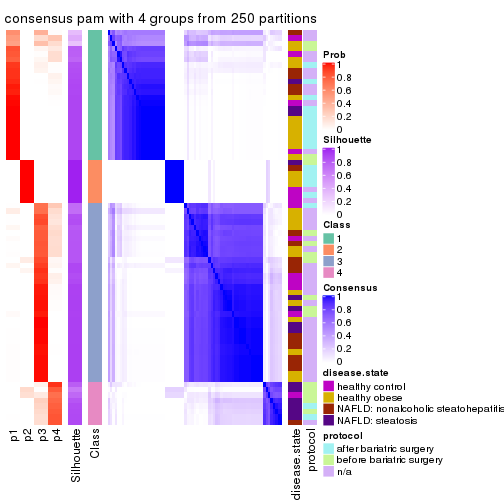 consensus pam with 4 groups from 250 partitions
Prob
1
0.8
0.6
0.4
0.2
0
Silhouette
1
0.8
0.6
0.4
0.2
0
Class
1
2
3
4
Consensus
1
0.8
0.6
0.4
0.2
0
disease.state
healthy control
healthy obese
NAFLD: nonalcoholic steatohepatitis
NAFLD: steatosis
protocol
after bariatric surgery
before bariatric surgery
n/a
p1
p2
p3
p4
Silhouette
Class
disease.state
protocol